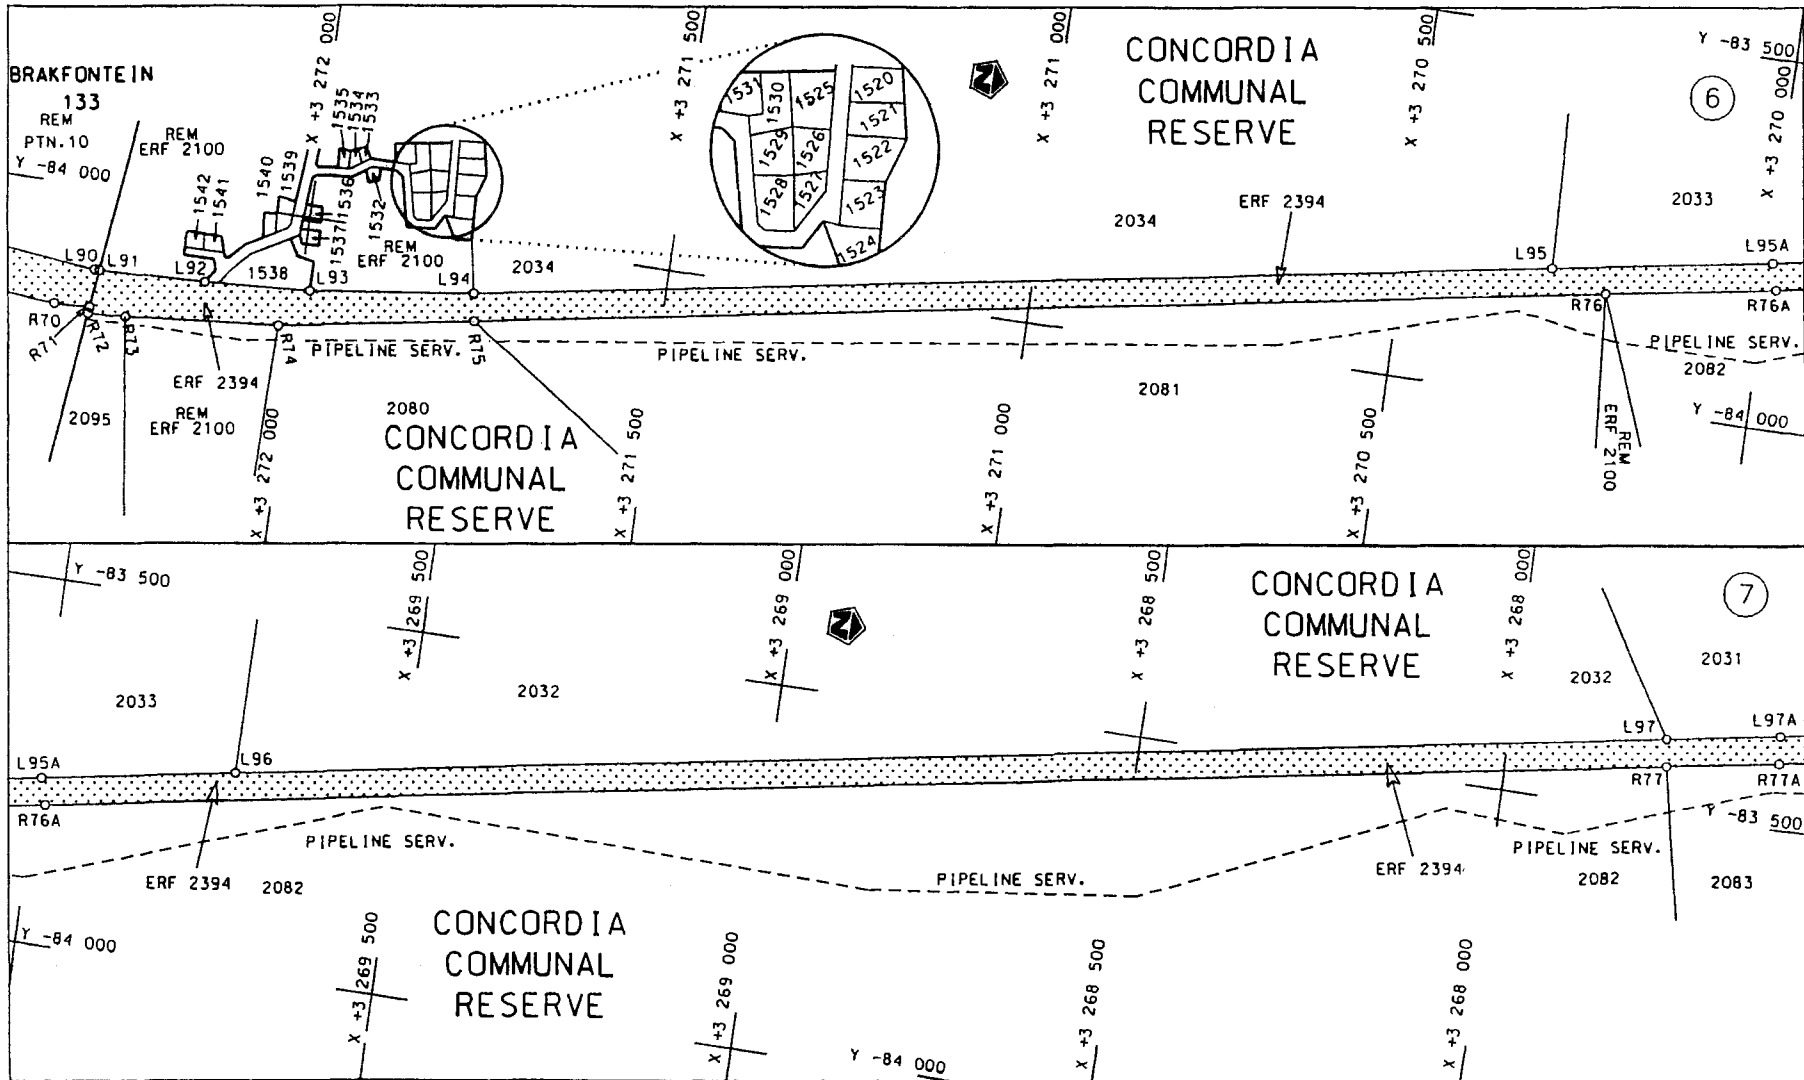 BRAKFONTEIN
133
REM
PTN.10
Y -84 000
REM
ERF 2100
X +3 272 000
X +3 271 500
X +3 271 000
X +3 270 500
X +3 270 000
Y -83 500
6
N
CONCORDIA
COMMUNAL
RESERVE
1542
1541
1540
1539
1535
1534
1533
1536
1537
1532
1538
REM
ERF 2100
1531
1530
1525
1520
1521
1529
1526
1522
1528
1527
1523
1524
2034
2034
ERF 2394
2033
L90
L91
L92
L93
L94
L95
L95A
R70
R71
R72
R73
R74
R75
R76
R76A
PIPELINE SERV.
PIPELINE SERV.
PIPELINE SERV.
ERF 2394
REM
ERF 2100
2095
2080
2081
2082
REM
ERF 2100
Y -84 000
CONCORDIA
COMMUNAL
RESERVE
X +3 272 000
X +3 271 500
X +3 271 000
X +3 270 500
Y -83 500
X +3 269 500
X +3 269 000
X +3 268 500
X +3 268 000
N
CONCORDIA
COMMUNAL
RESERVE
7
2033
2032
2032
2031
L95A
L96
L97
L97A
R76A
R77
R77A
PIPELINE SERV.
PIPELINE SERV.
PIPELINE SERV.
Y -83 500
ERF 2394
2082
ERF 2394
2082
2083
Y -84 000
CONCORDIA
COMMUNAL
RESERVE
X +3 269 500
X +3 269 000
X +3 268 500
X +3 268 000
Y -84 000